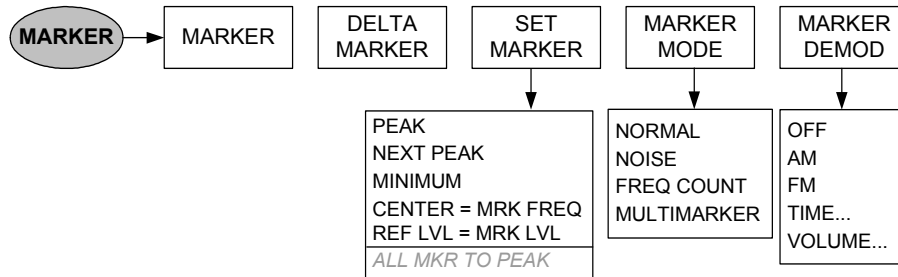 MARKER
MARKER
DELTA
MARKER
SET
MARKER
MARKER
MODE
MARKER
DEMOD
PEAK
NEXT PEAK
MINIMUM
CENTER = MRK FREQ
REF LVL = MRK LVL
ALL MKR TO PEAK
NORMAL
NOISE
FREQ COUNT
MULTIMARKER
OFF
AM
FM
TIME...
VOLUME...